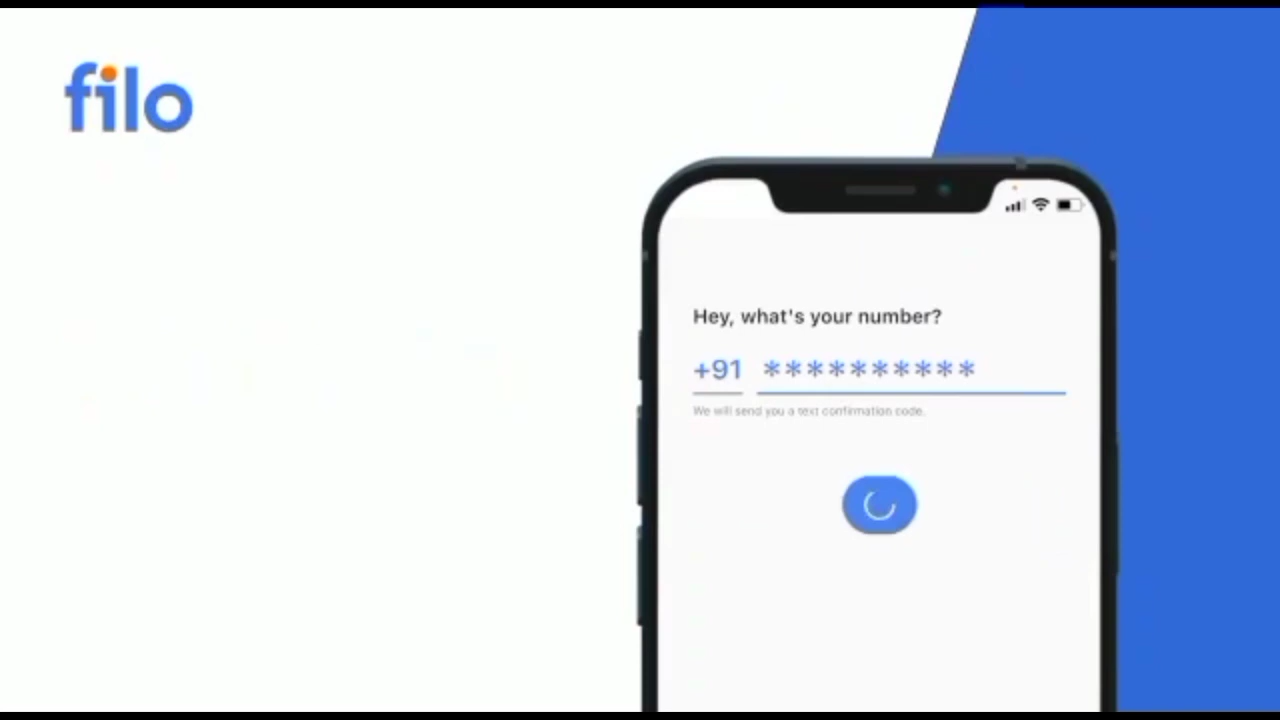 filo
Hey, what's your number?
+91 **********
We will send you a text confirmation code.